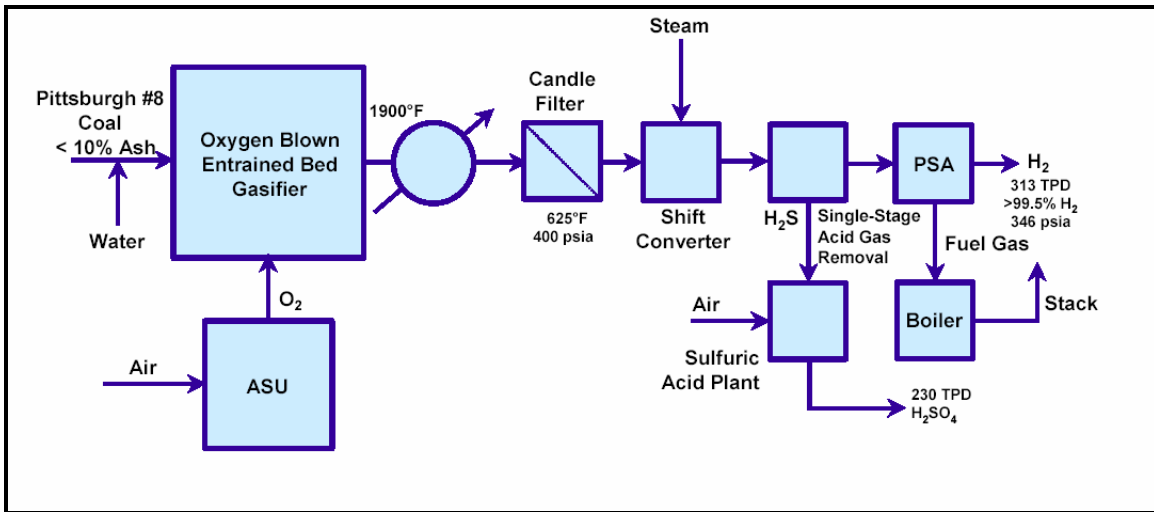 Pittsburgh #8
Coal
< 10% Ash
Water
Oxygen Blown
Entrained Bed
Gasifier
O₂
Air
ASU
1900°F
Candle
Filter
625°F
400 psia
Steam
Shift
Converter
H₂S
Single-Stage
Acid Gas
Removal
Air
Sulfuric
Acid Plant
230 TPD
H₂SO₄
PSA
H₂
313 TPD
>99.5% H₂
346 psia
Fuel Gas
Boiler
Stack